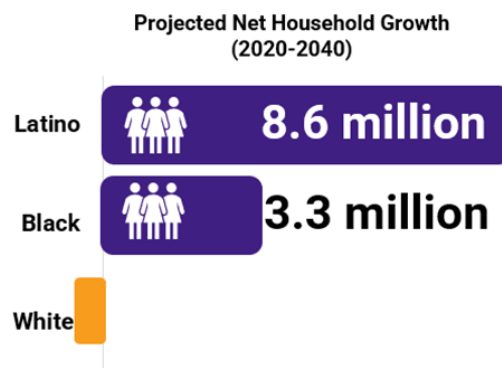 Projected Net Household Growth
(2020-2040)
Latino
8.6 million
Black
3.3 million
White